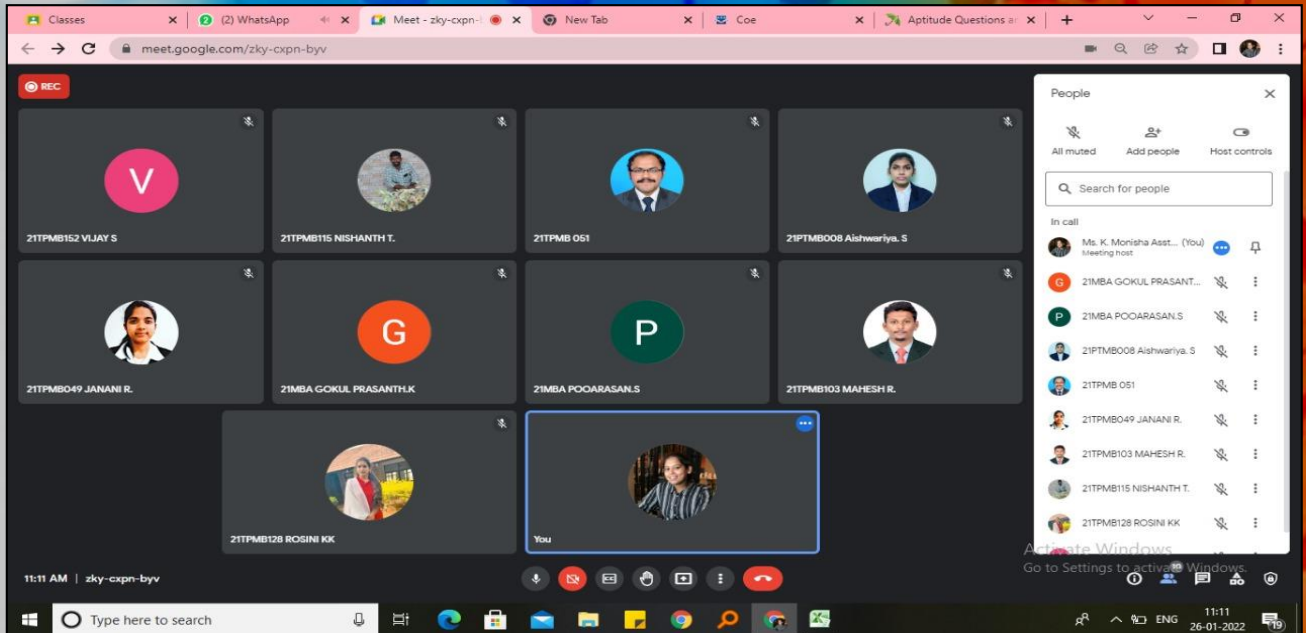 Classes
(2) WhatsApp
Meet - zky-cxpn-
New Tab
Coe
Aptitude Questions ar
meet.google.com/zky-cxpn-byv
REC
V
21TPMB152 VIJAY S
21TPMB115 NISHANTH T.
21TPMB 051
21PTMB008 Aishwariya. S
21TPMB049 JANANI R.
G
21MBA GOKUL PRASANTH.K
P
21MBA POOARASAN.S
21TPMB103 MAHESH R.
21TPMB128 ROSINI KK
You
People
All muted
Add people
Host controls
Search for people
In call
Ms. K. Monisha Asst... (You)
Meeting host
G
21MBA GOKUL PRASANT...
P
21MBA POOARASAN.S
21PTMB008 Aishwariya. S
21TPMB 051
21TPMB049 JANANI R.
21TPMB103 MAHESH R.
21TPMB115 NISHANTH T.
21TPMB128 ROSINI KK
Activate Windows
Go to Settings to activate Windows.
11:11 AM | zky-cxpn-byv
10
Type here to search
ENG
11:11
26-01-2022
19